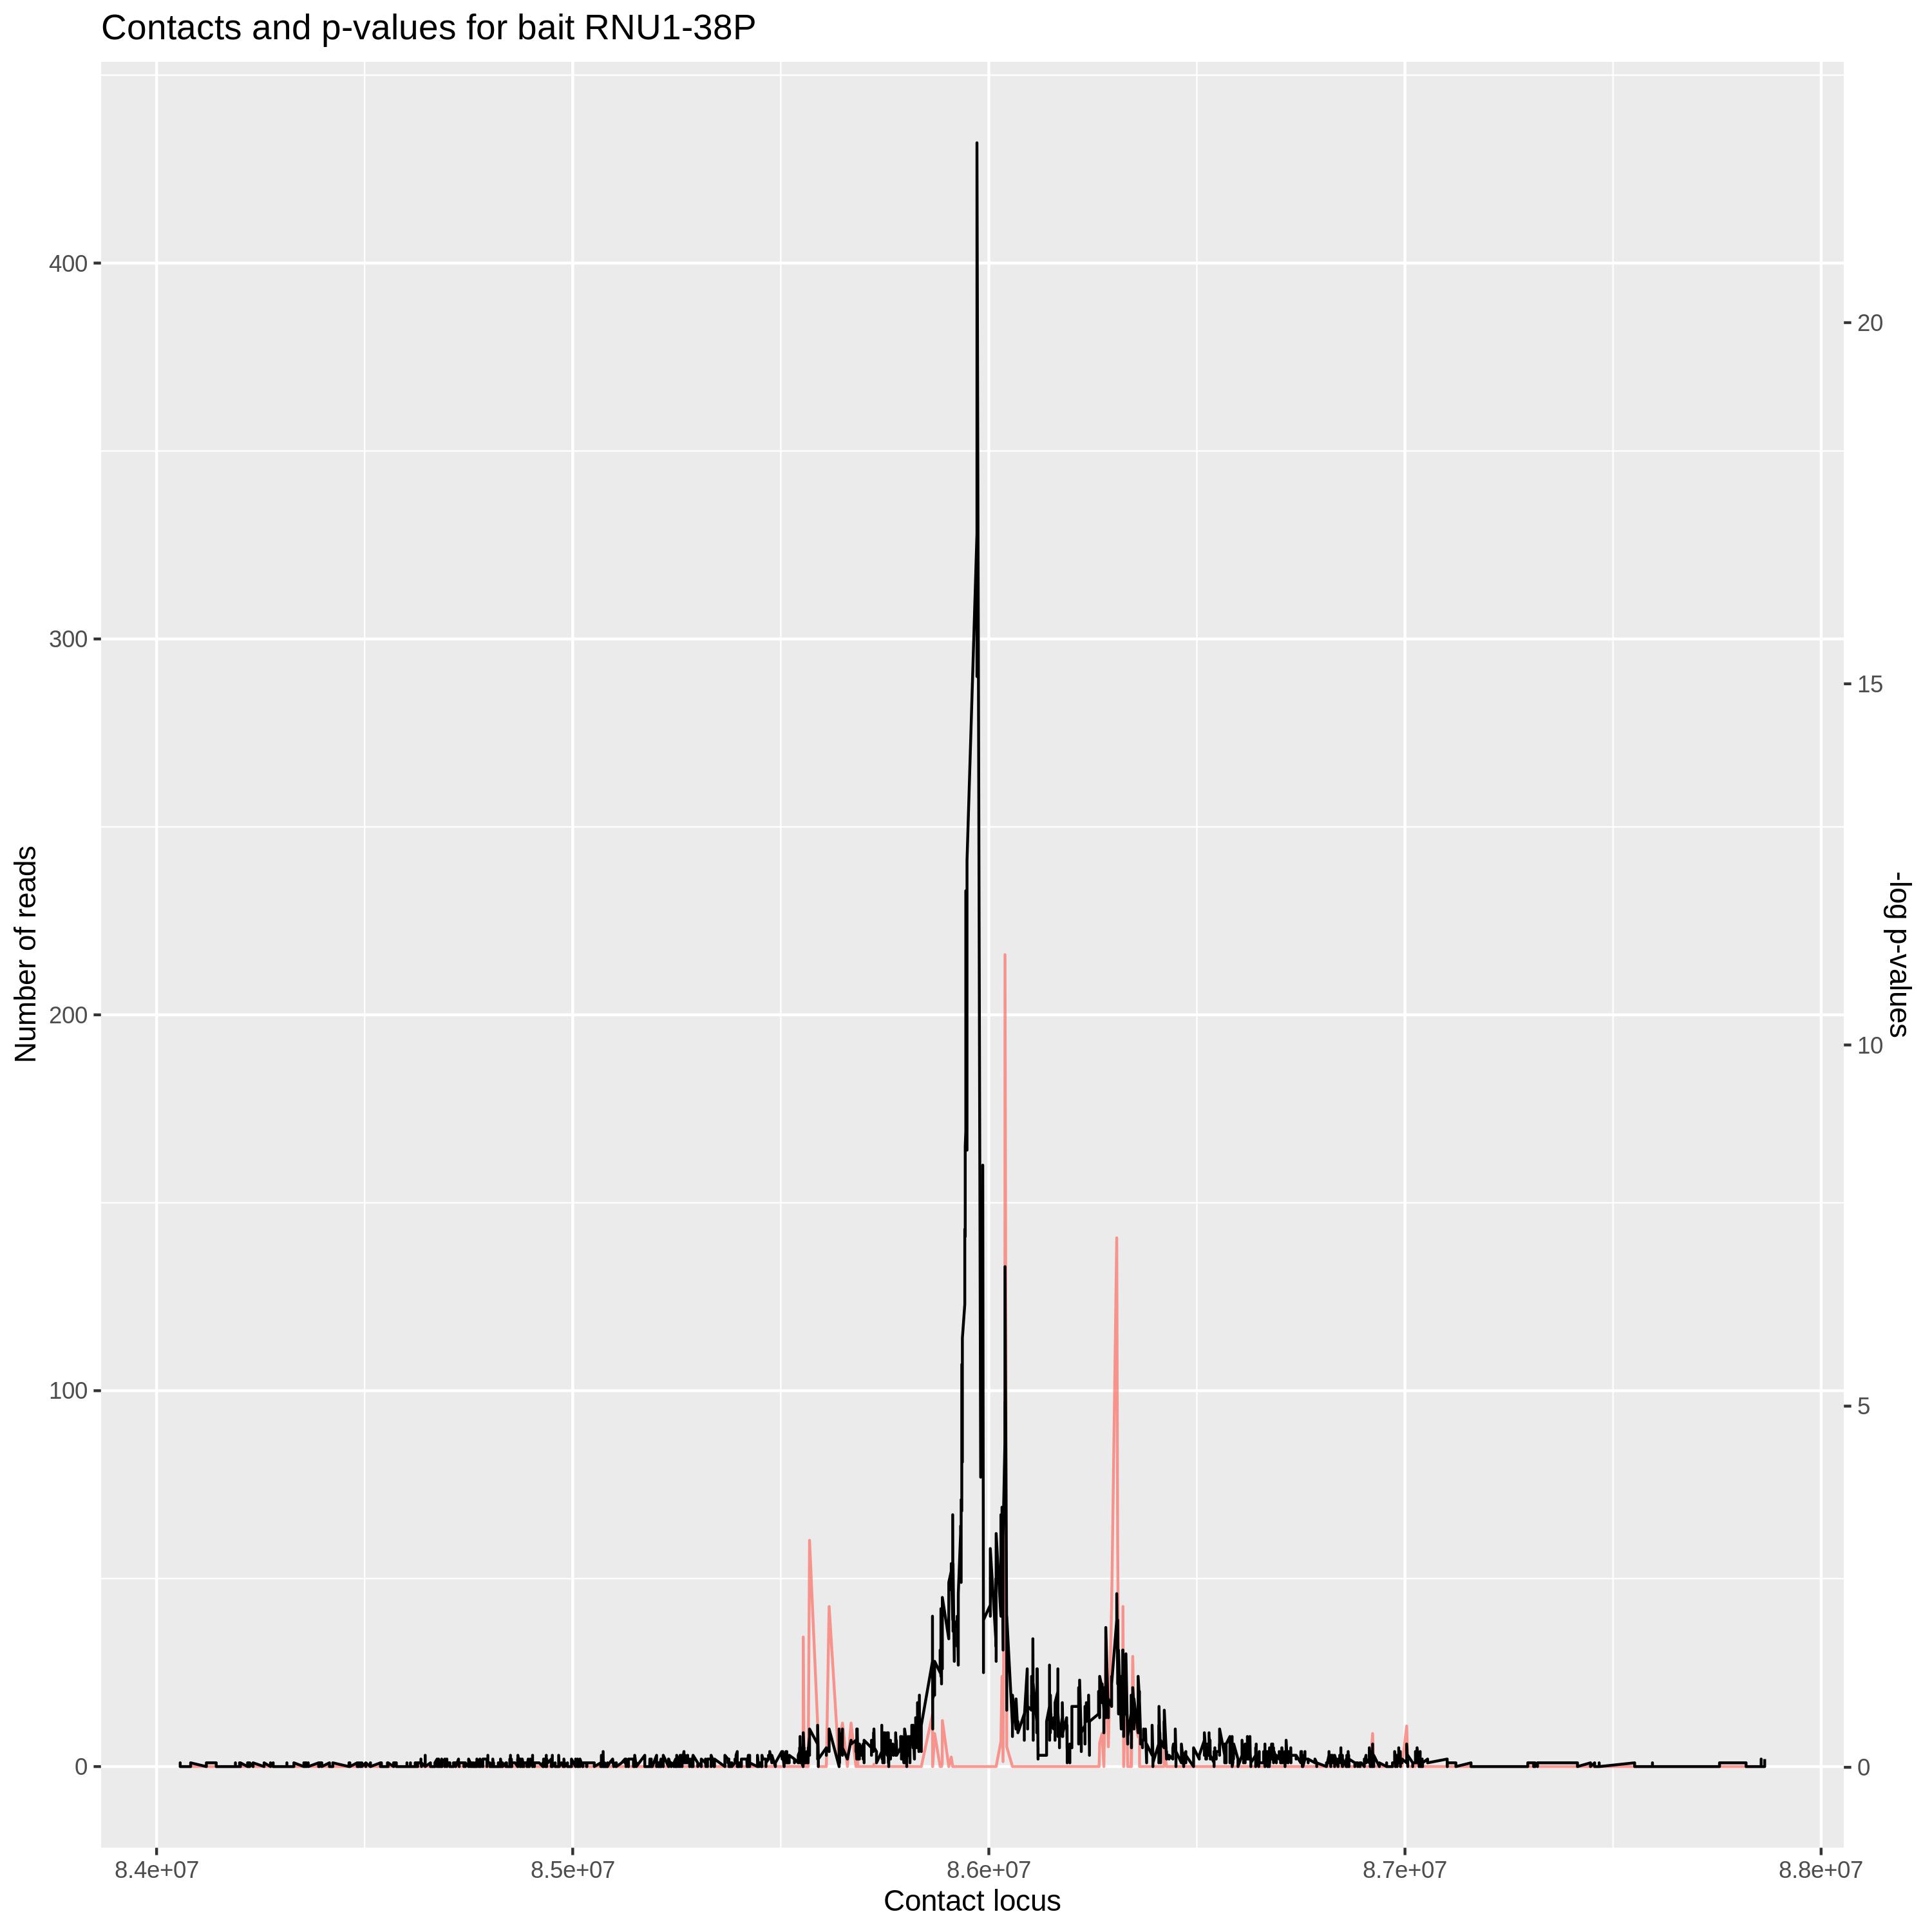 Contacts and p-values for bait RNU1-38P
400
300
200
100
0
20
15
10
5
0
Number of reads
-log p-values
8.4e+07 8.5e+07 8.6e+07 8.7e+07 8.8e+07
Contact locus